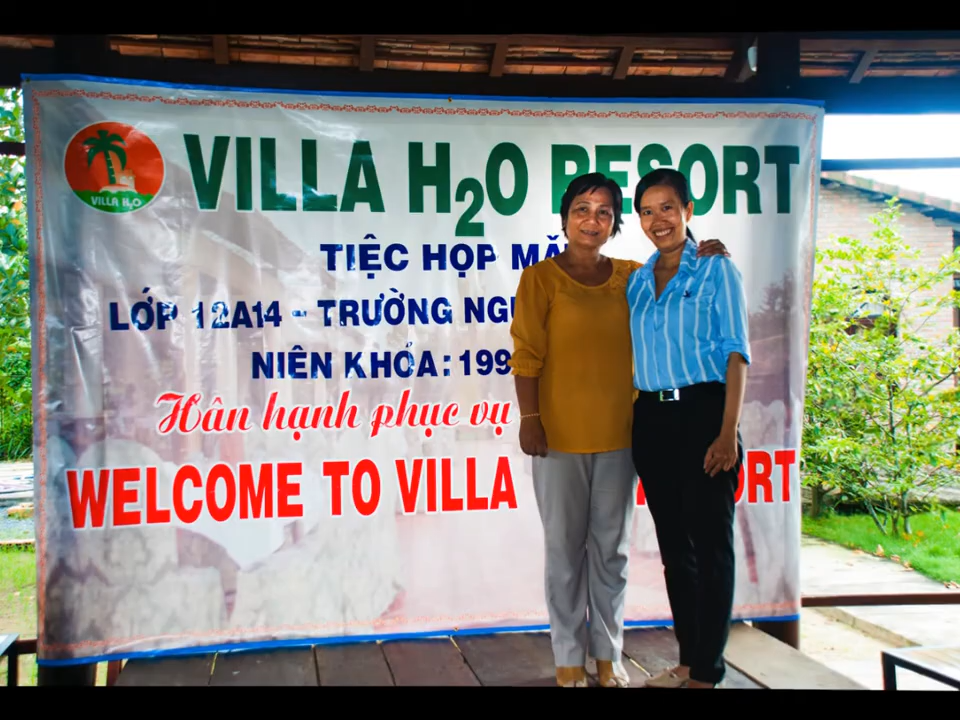 VILLA H2O
VILLA H2O RESORT
TIỆC HỌP MẶ
LỚP 12A14 - TRƯỜNG NGU
NIÊN KHÓA: 199
Hân hạnh phục vụ
WELCOME TO VILLA ORT